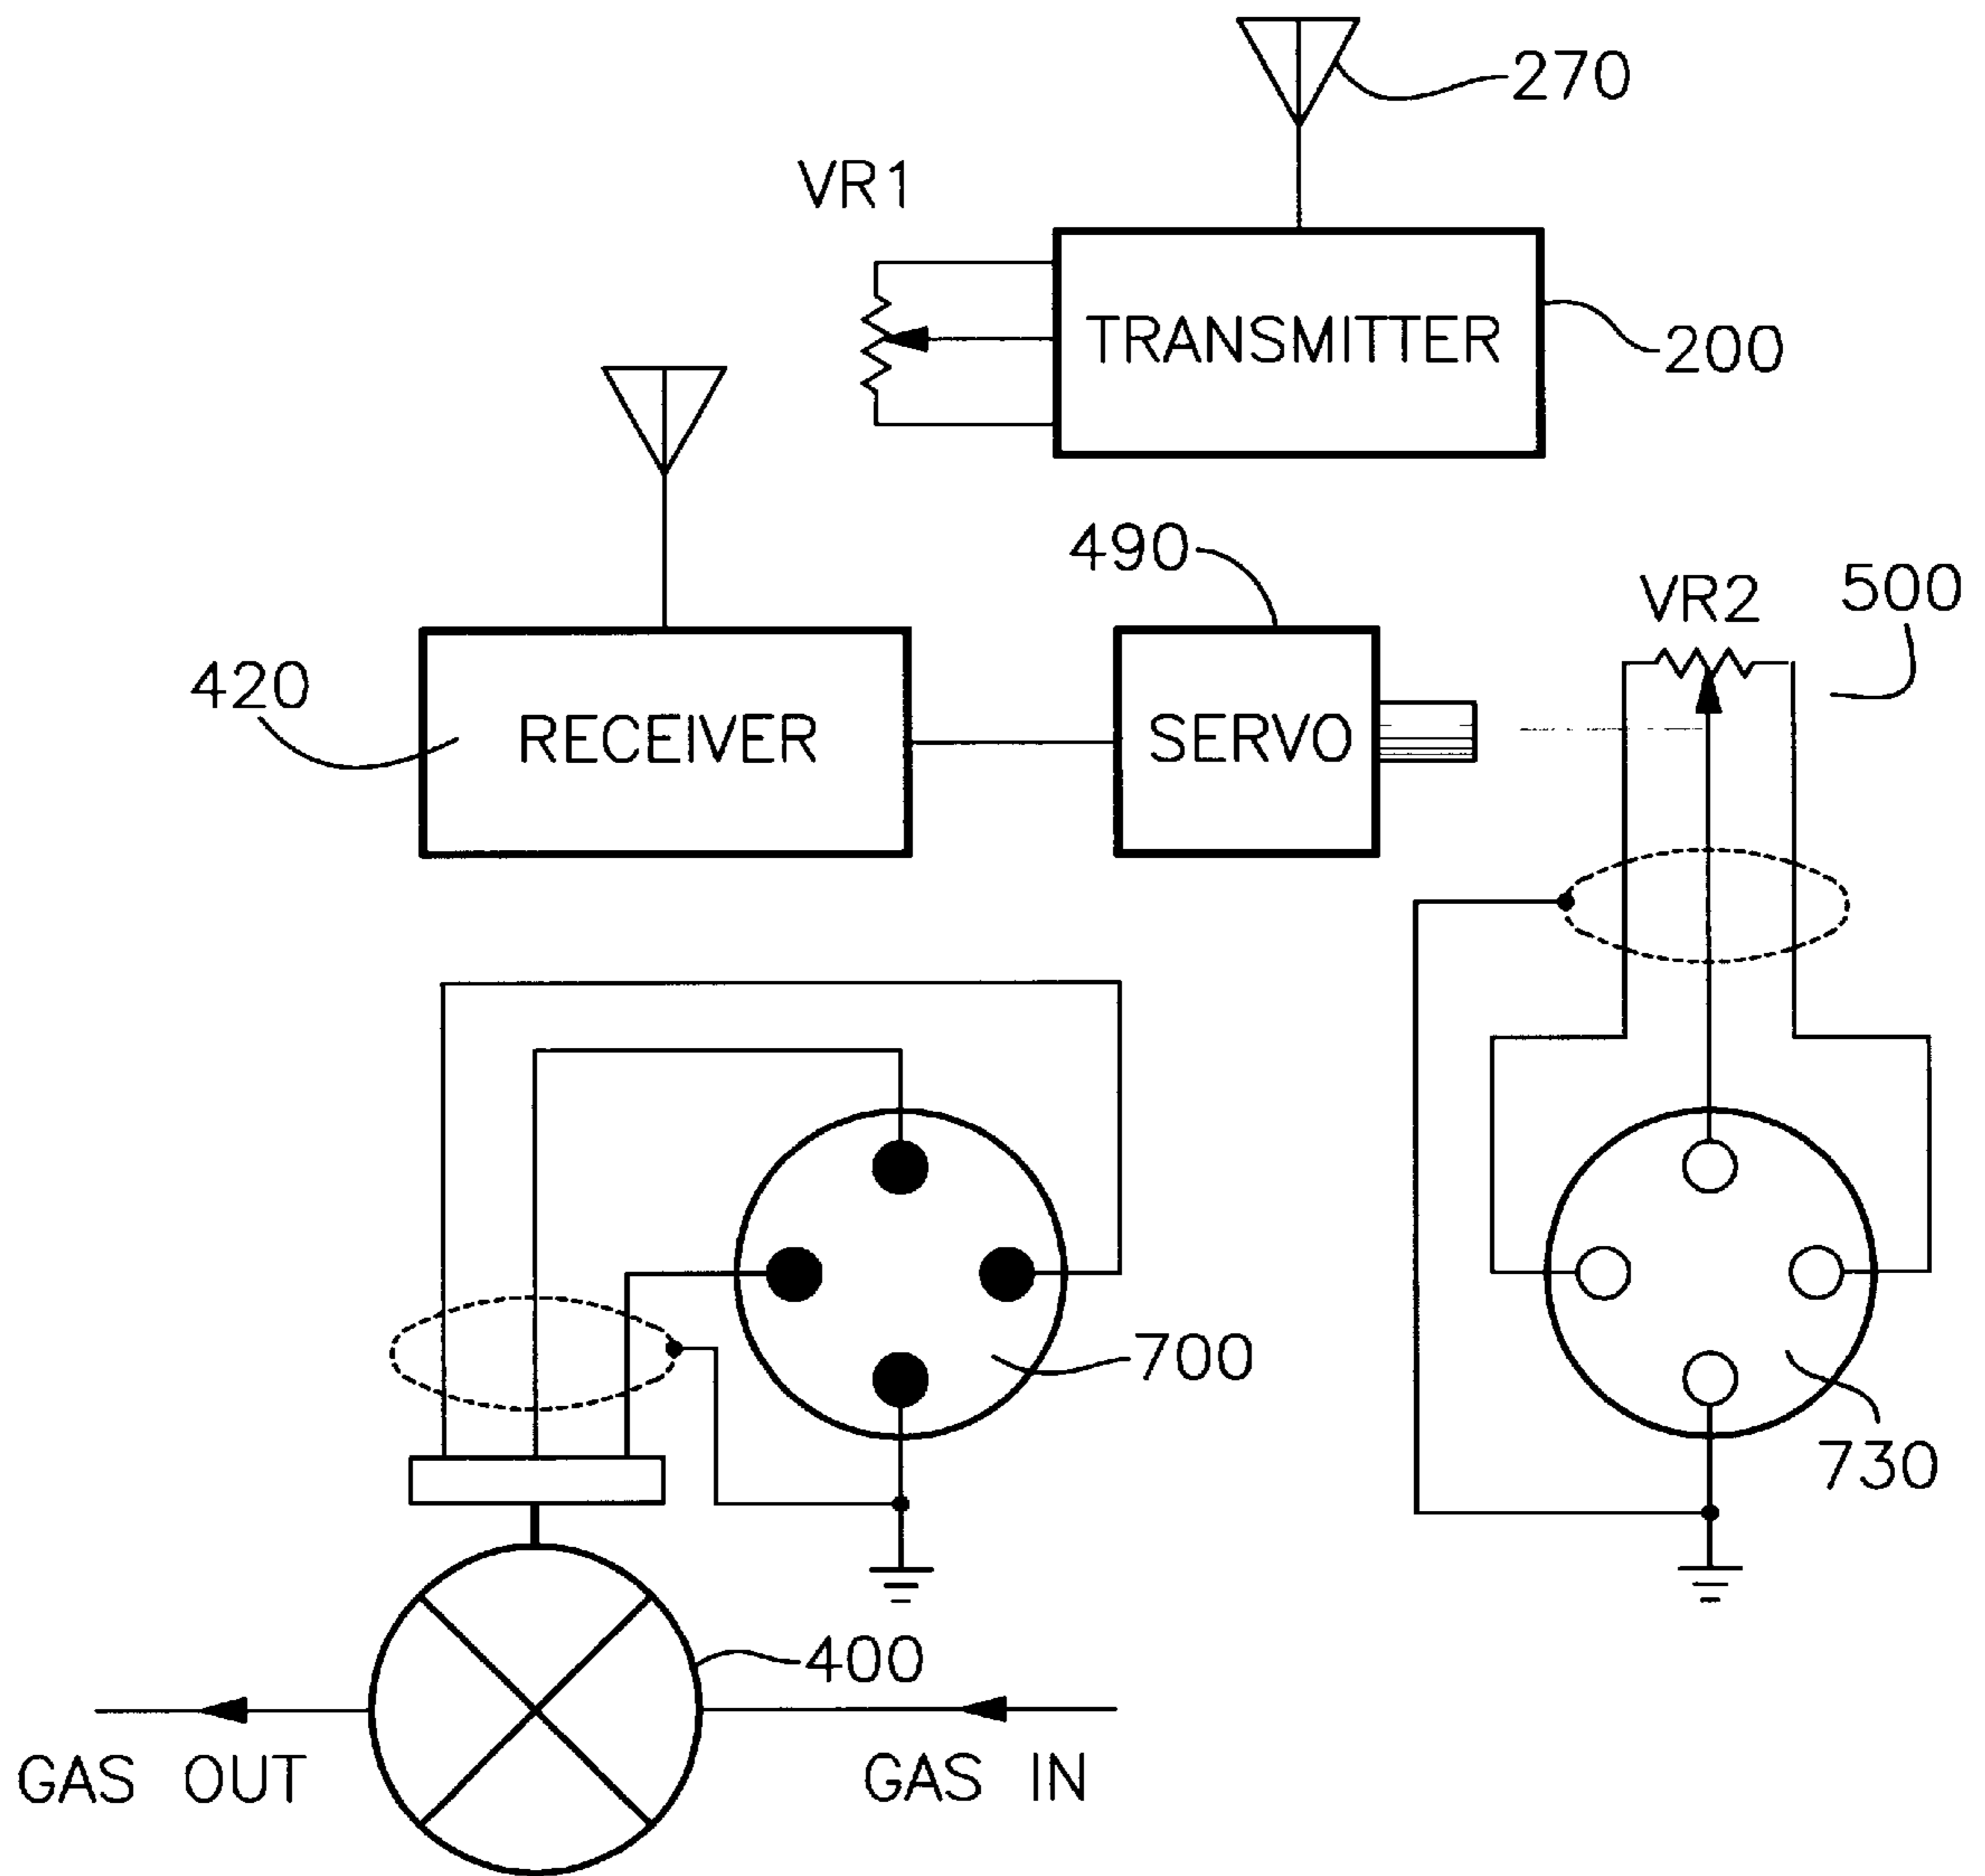 270
VR1
TRANSMITTER
200
490
VR2
500
420
RECEIVER
SERVO
700
730
400
GAS OUT
GAS IN